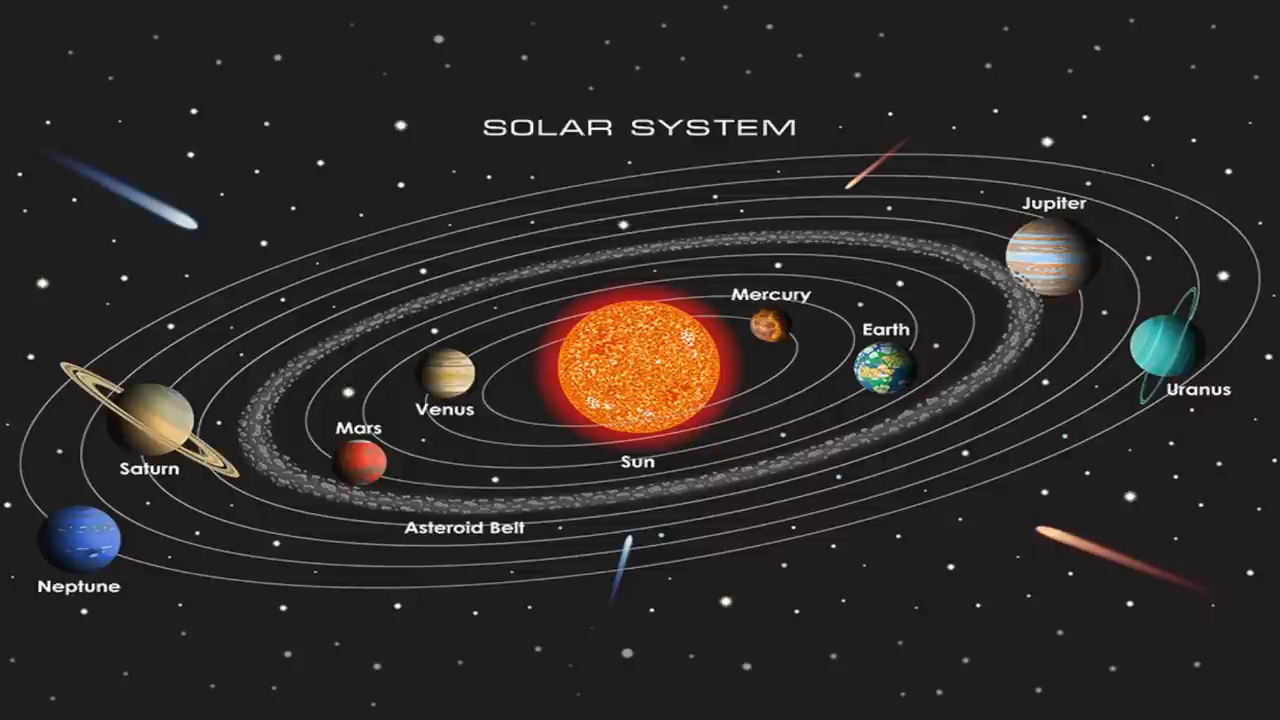 SOLAR SYSTEM
Jupiter
Mercury
Earth
Uranus
Venus
Mars
Sun
Saturn
Asteroid Belt
Neptune